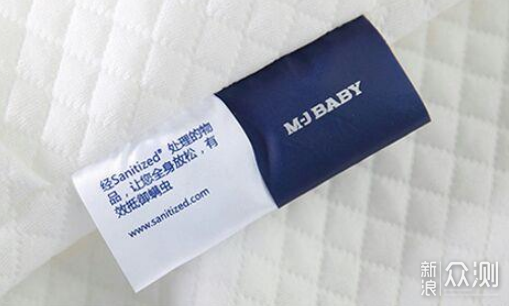 M-J BABY
经Sanitized® 处理的物
品，让您全身放松，有
效抵御螨虫
www.sanitized.com
新浪 众测